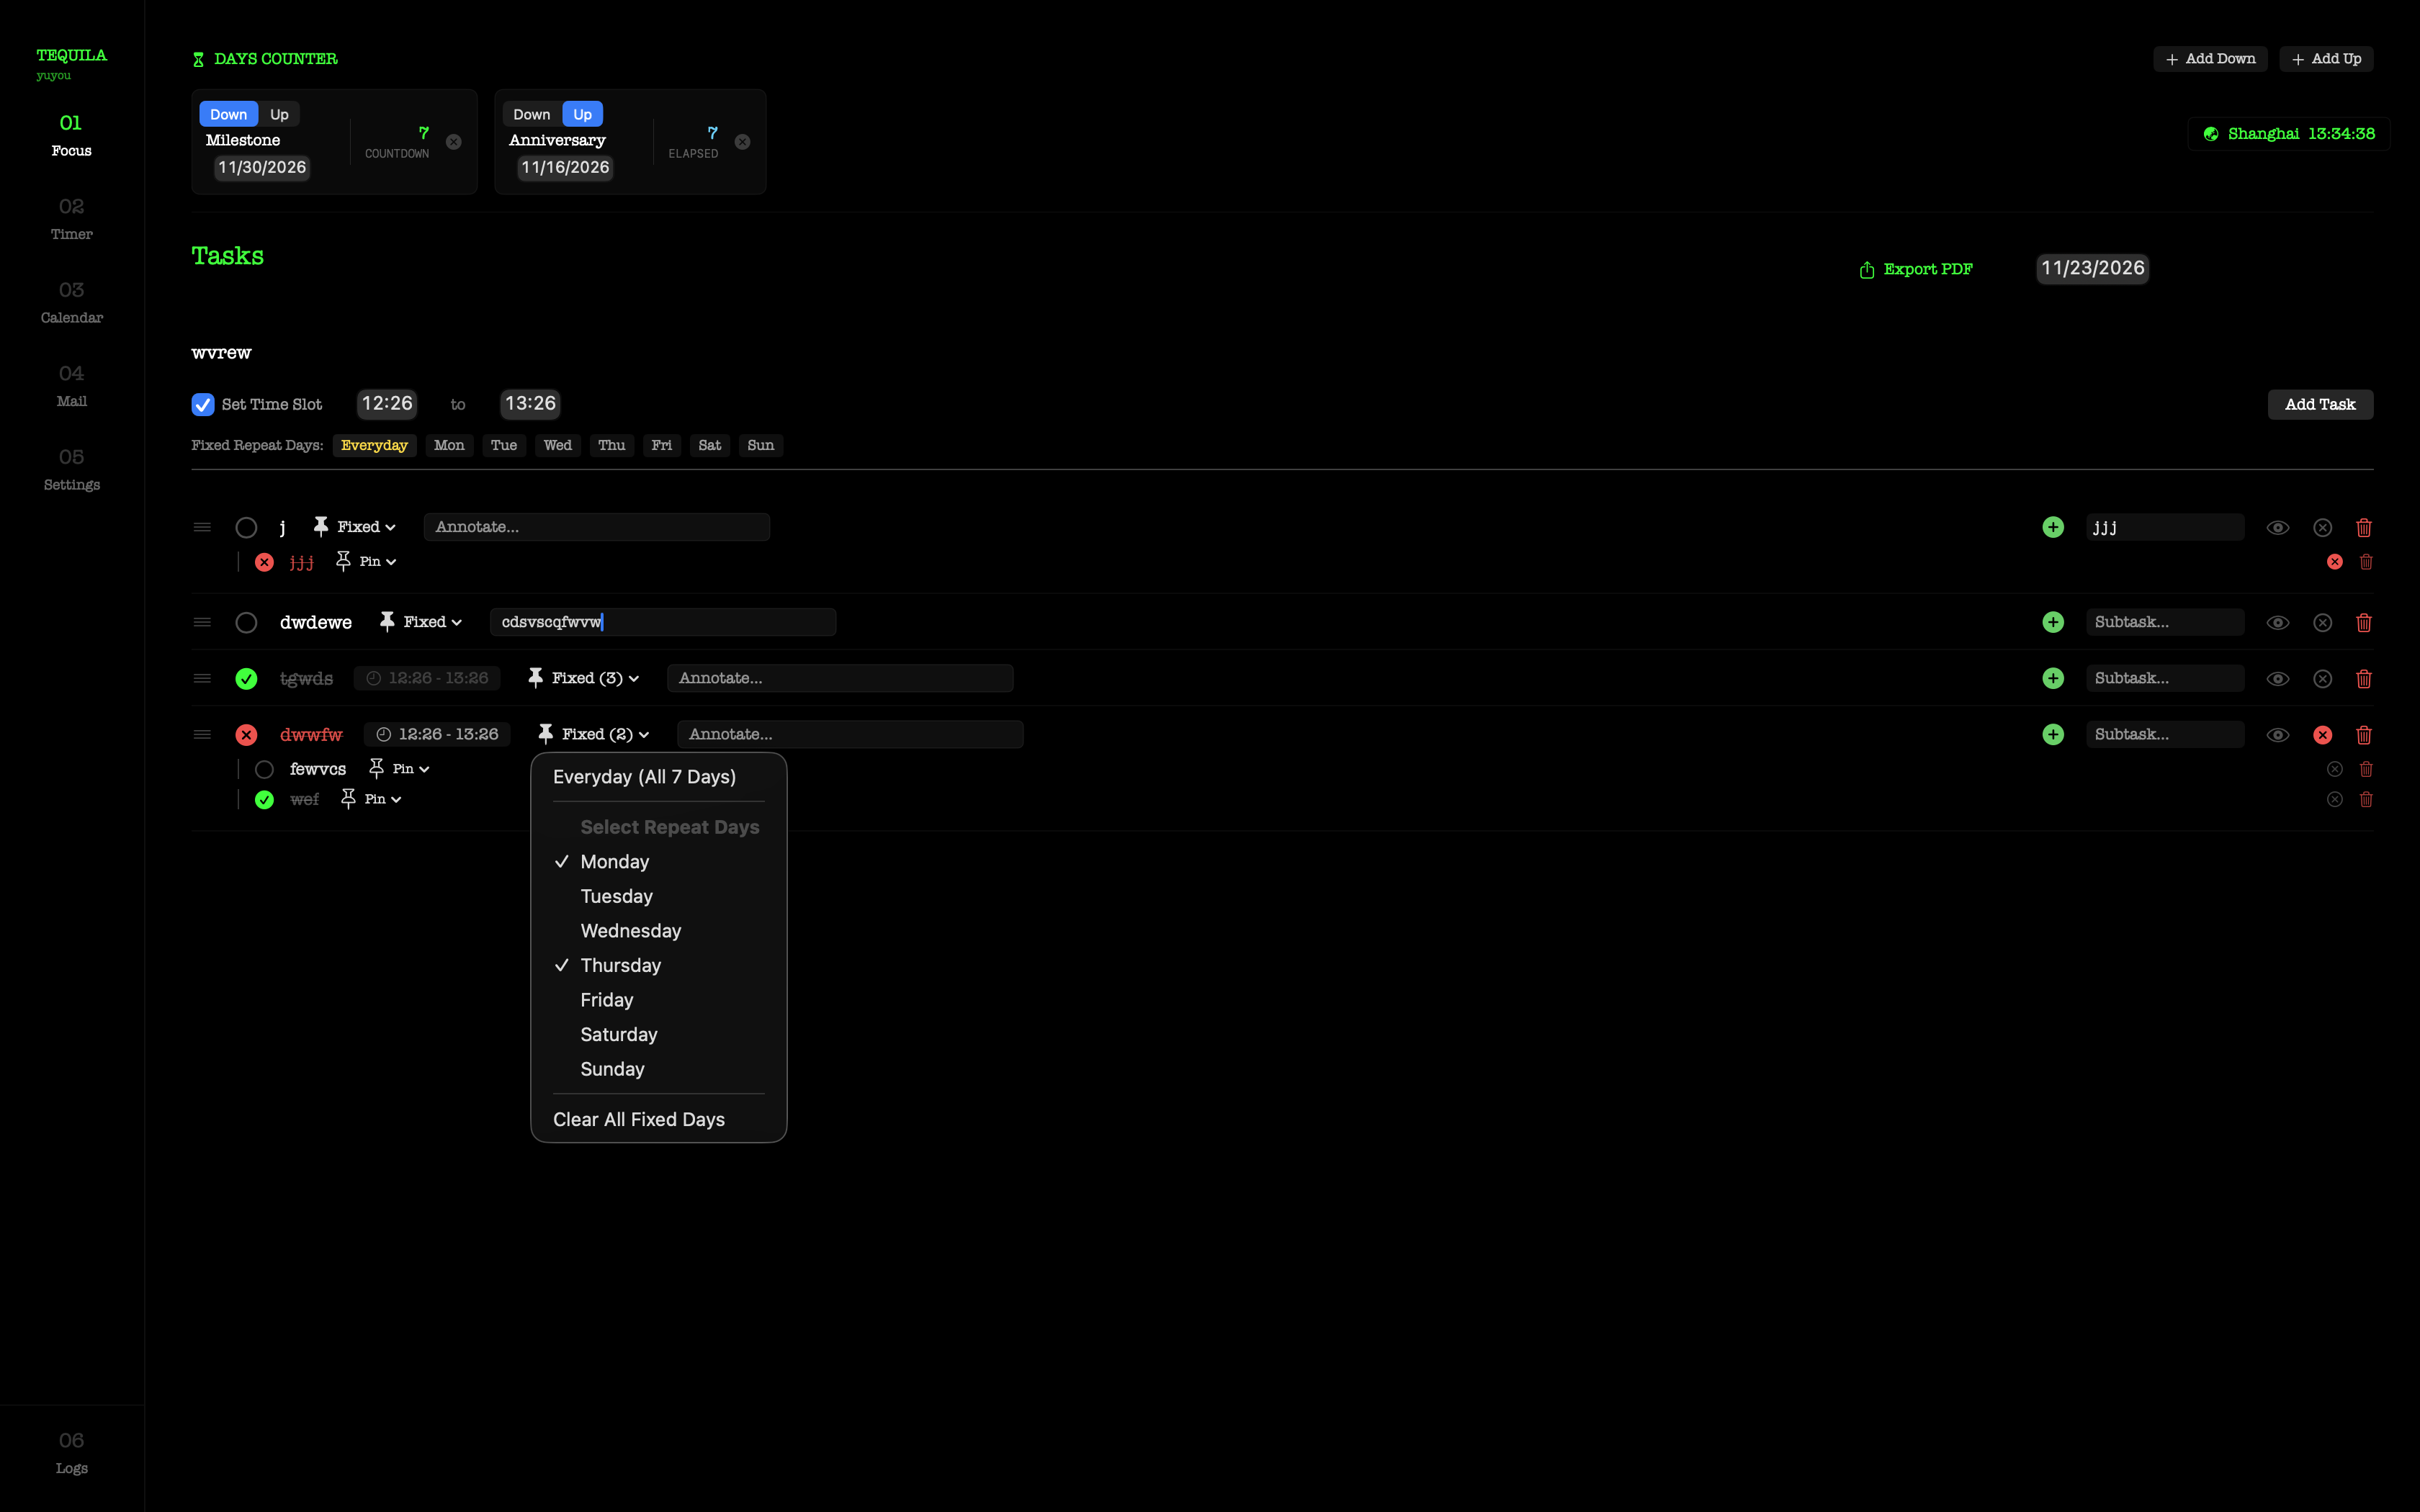 TEQUILA
yuyou
01
Focus
02
Timer
03
Calendar
04
Mail
05
Settings
06
Logs
DAYS COUNTER
+ Add Down
+ Add Up
Down Up
Milestone
11/30/2026
7
COUNTDOWN
Down Up
Anniversary
11/16/2026
7
ELAPSED
Shanghai 13:34:38
Tasks
Export PDF
11/23/2026
wvrew
Set Time Slot 12:26 to 13:26
Add Task
Fixed Repeat Days: Everyday Mon Tue Wed Thu Fri Sat Sun
j Fixed Annotate... jjj
jjj Pin
dwdewe Fixed cdsvscqfwvw Subtask...
tgwds 12:26 - 13:26 Fixed (3) Annotate... Subtask...
dwwfw 12:26 - 13:26 Fixed (2) Annotate... Subtask...
fewvcs Pin
wef Pin
Everyday (All 7 Days)
Select Repeat Days
Monday
Tuesday
Wednesday
Thursday
Friday
Saturday
Sunday
Clear All Fixed Days